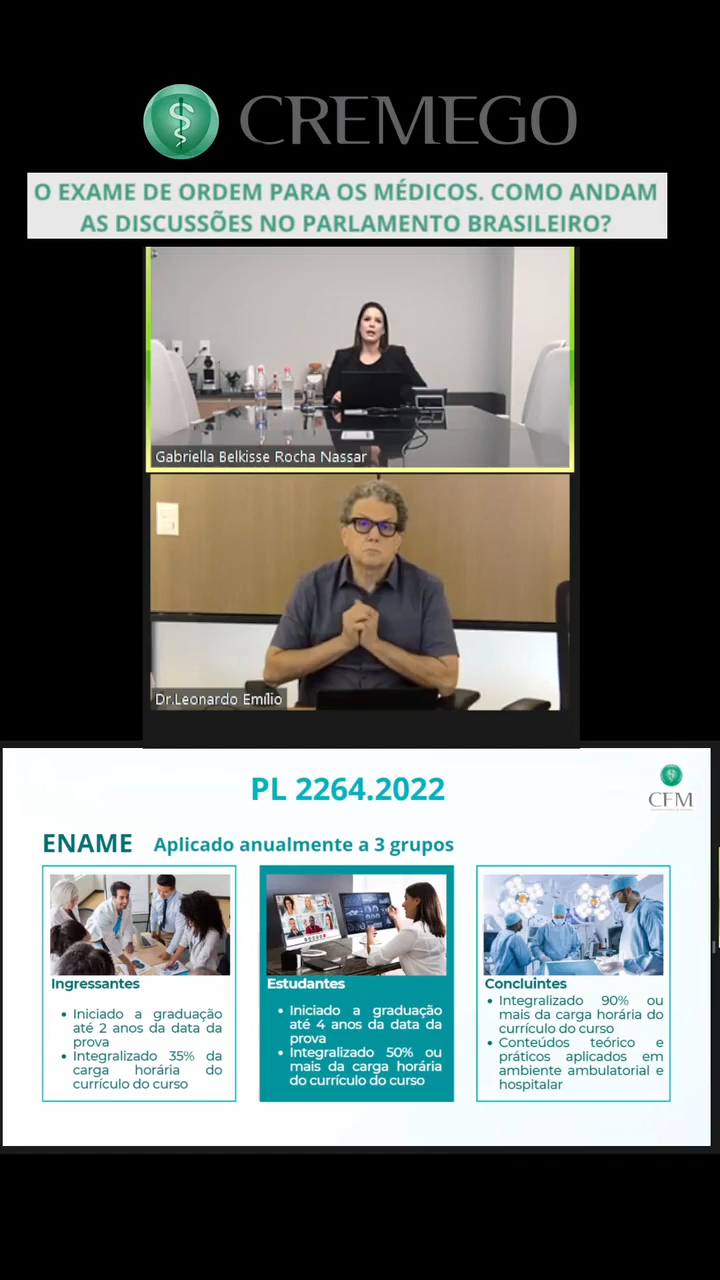 CREMEGO
O EXAME DE ORDEM PARA OS MÉDICOS. COMO ANDAM
AS DISCUSSÕES NO PARLAMENTO BRASILEIRO?
Gabriella Belkisse Rocha Nassar
Dr.Leonardo Emílio
PL 2264.2022
CFM
ENAME Aplicado anualmente a 3 grupos
Ingressantes
• Iniciado a graduação
até 2 anos da data da
prova
• Integralizado 35% da
carga horária do
currículo do curso
Estudantes
• Iniciado a graduação
até 4 anos da data da
prova
• Integralizado 50% ou
mais da carga horária
do currículo do curso
Concluintes
• Integralizado 90% ou
mais da carga horária do
currículo do curso
• Conteúdos teórico e
práticos aplicados em
ambiente ambulatorial e
hospitalar